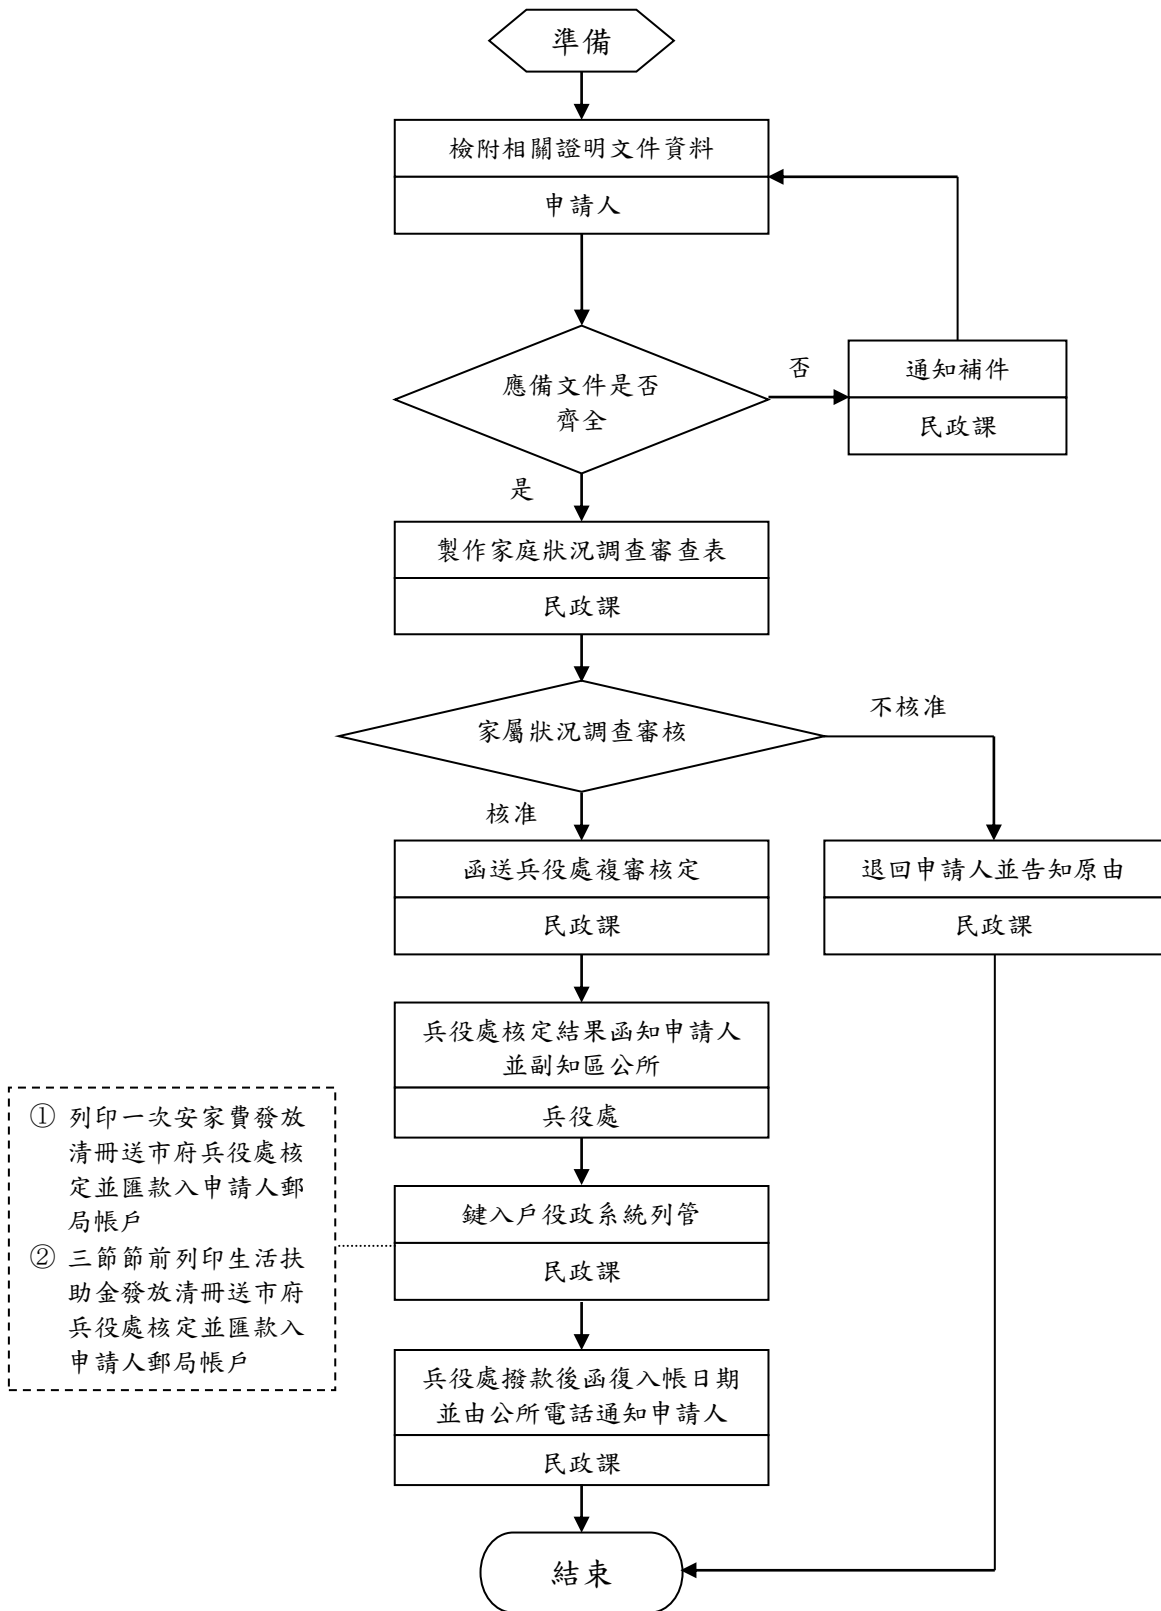 準備
檢附相關證明文件資料
申請人
應備文件是否
齊全
否
通知補件
民政課
是
製作家庭狀況調查審查表
民政課
家屬狀況調查審核
不核准
核准
函送兵役處複審核定
民政課
退回申請人並告知原由
民政課
兵役處核定結果函知申請人
並副知區公所
兵役處
① 列印一次安家費發放
清冊送市府兵役處核
定並匯款入申請人郵
局帳戶
② 三節節前列印生活扶
助金發放清冊送市府
兵役處核定並匯款入
申請人郵局帳戶
鍵入戶役政系統列管
民政課
兵役處撥款後函復入帳日期
並由公所電話通知申請人
民政課
結束